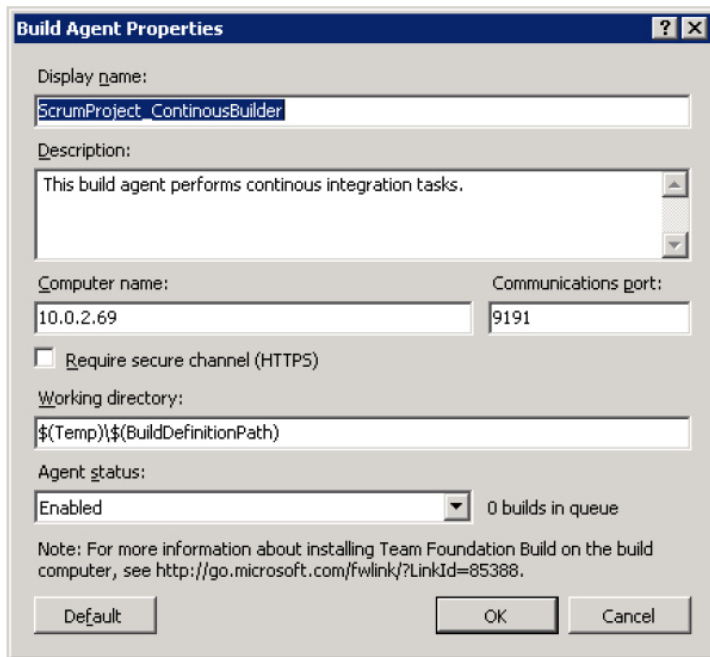 Build Agent Properties
Display name:
ScrumProject_ContinousBuilder
Description:
This build agent performs continous integration tasks.
Computer name:
Communications port:
10.0.2.69
9191
Require secure channel (HTTPS)
Working directory:
$(Temp)\$(BuildDefinitionPath)
Agent status:
Enabled
0 builds in queue
Note: For more information about installing Team Foundation Build on the build
computer, see http://go.microsoft.com/fwlink/?LinkId=85388.
Default
OK
Cancel